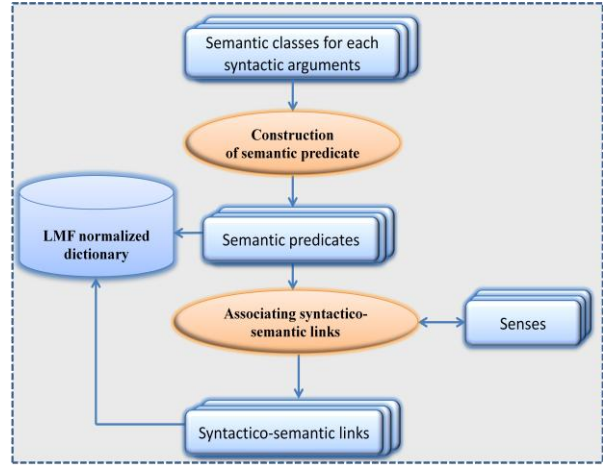 Semantic classes for each
syntactic arguments
Construction
of semantic predicate
LMF normalized
dictionary
Semantic predicates
Associating syntactico-
semantic links
Senses
Syntactico-semantic links